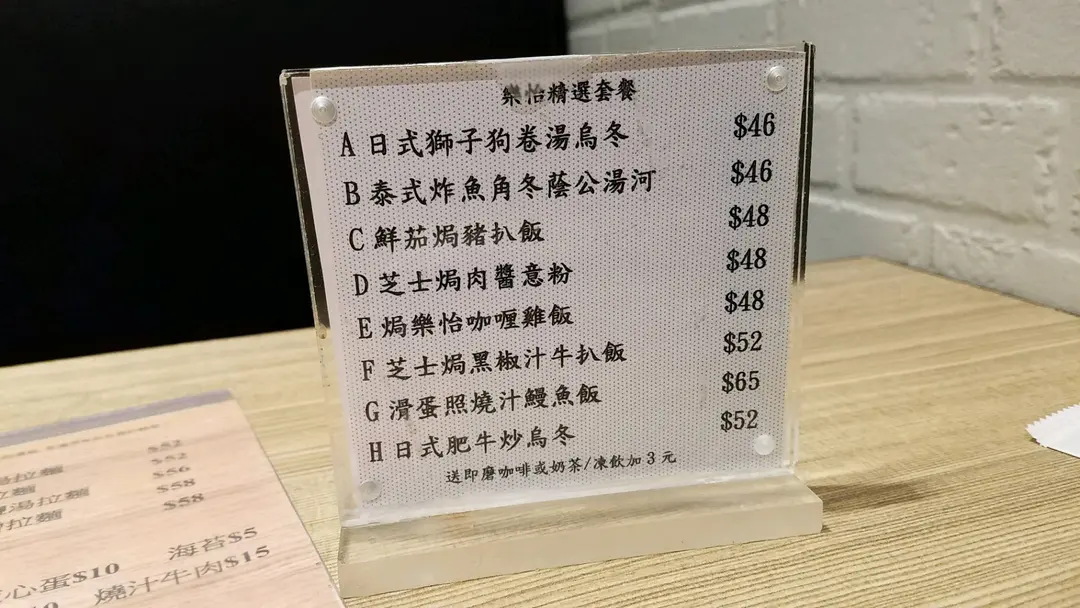 樂怡精選套餐
A 日式獅子狗卷湯烏冬 $46
B 泰式炸魚角冬蔭公湯河 $46
C 鮮茄焗豬扒飯 $48
D 芝士焗肉醬意粉 $48
E 焗樂怡咖喱雞飯 $48
F 芝士焗黑椒汁牛扒飯 $52
G 滑蛋照燒汁鰻魚飯 $65
H 日式肥牛炒烏冬 $52
送即磨咖啡或奶茶/凍飲加3元
$52
拉麵 $52
$56
湯拉麵 $58
拉麵 $58
心蛋$10 海苔$5
燒汁牛肉$15